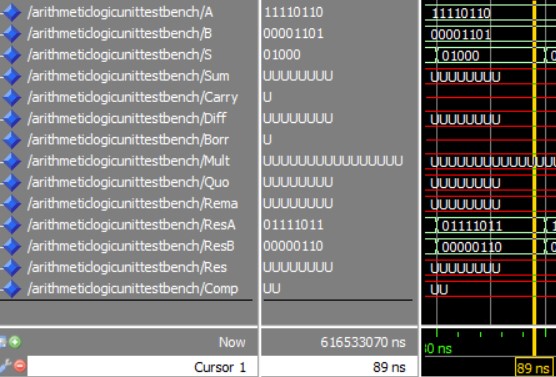 /arithmeticlogicunittestbench/A 11110110 11110110
/arithmeticlogicunittestbench/B 00001101 00001101
/arithmeticlogicunittestbench/S 01000 01000
/arithmeticlogicunittestbench/Sum UUUUUUUU UUUUUUUU
/arithmeticlogicunittestbench/Carry U
/arithmeticlogicunittestbench/Diff UUUUUUUU UUUUUUUU
/arithmeticlogicunittestbench/Borr U
/arithmeticlogicunittestbench/Mult UUUUUUUUUUUUUUUU UUUUUUUUUUUUUUUU
/arithmeticlogicunittestbench/Quo UUUUUUUU UUUUUUUU
/arithmeticlogicunittestbench/Rema UUUUUUUU UUUUUUUU
/arithmeticlogicunittestbench/ResA 01111011 01111011
/arithmeticlogicunittestbench/ResB 00000110 00000110
/arithmeticlogicunittestbench/Res UUUUUUUU UUUUUUUU
/arithmeticlogicunittestbench/Comp UU UU
Now 616533070 ns
Cursor 1 89 ns 89 ns